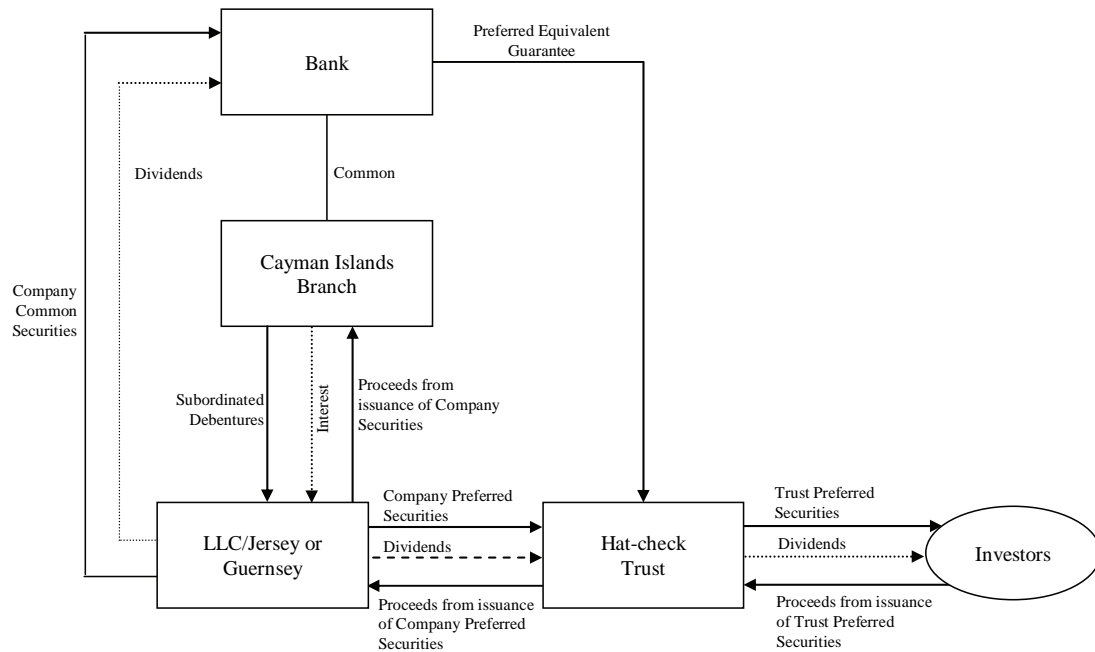 Preferred Equivalent
Guarantee
Bank
Dividends
Common
Cayman Islands
Branch
Company
Common
Securities
Subordinated
Debentures
Interest
Proceeds from
issuance of Company
Securities
LLC/Jersey or
Guernsey
Company Preferred
Securities
Dividends
Proceeds from issuance
of Company Preferred
Securities
Hat-check
Trust
Trust Preferred
Securities
Dividends
Proceeds from issuance
of Trust Preferred
Securities
Investors